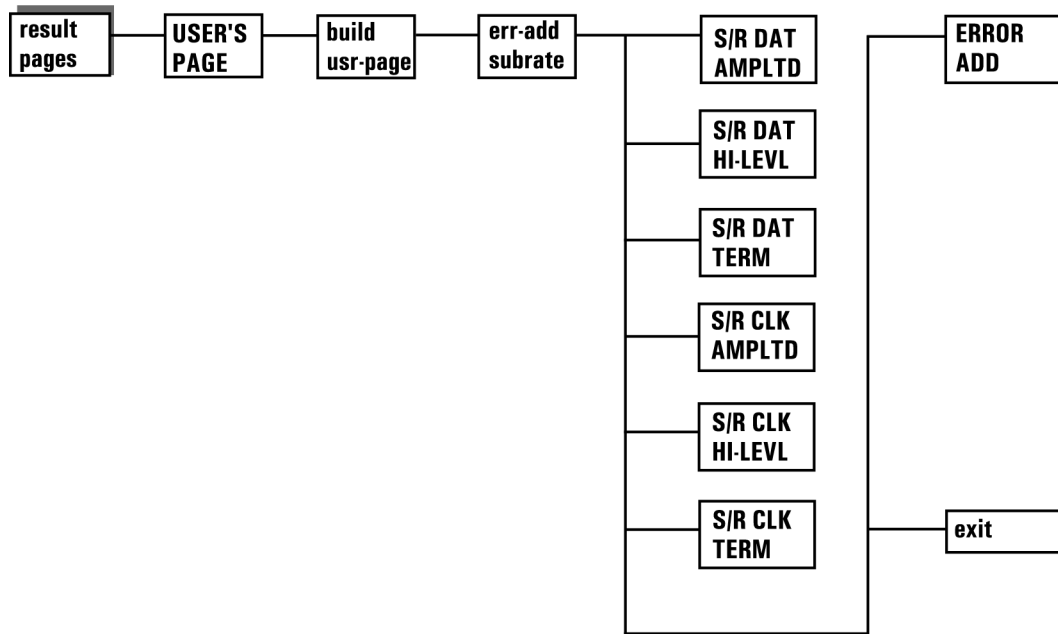 result
pages
USER'S
PAGE
build
usr-page
err-add
subrate
S/R DAT
AMPLTD
S/R DAT
HI-LEVL
S/R DAT
TERM
S/R CLK
AMPLTD
S/R CLK
HI-LEVL
S/R CLK
TERM
ERROR
ADD
exit